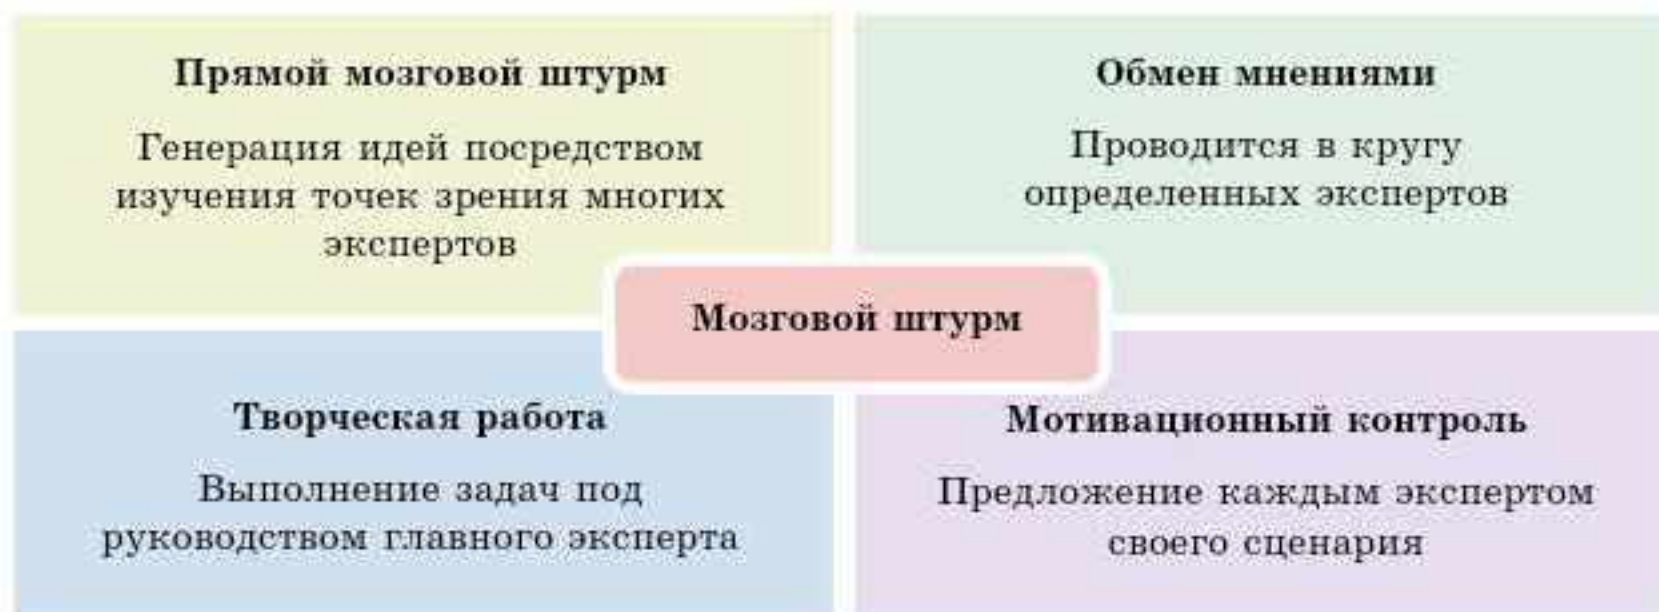 Прямой мозговой штурм
Генерация идей посредством
изучения точек зрения многих
экспертов
Обмен мнениями
Проводится в кругу
определенных экспертов
Мозговой штурм
Творческая работа
Выполнение задач под
руководством главного эксперта
Мотивационный контроль
Предложение каждым экспертом
своего сценария